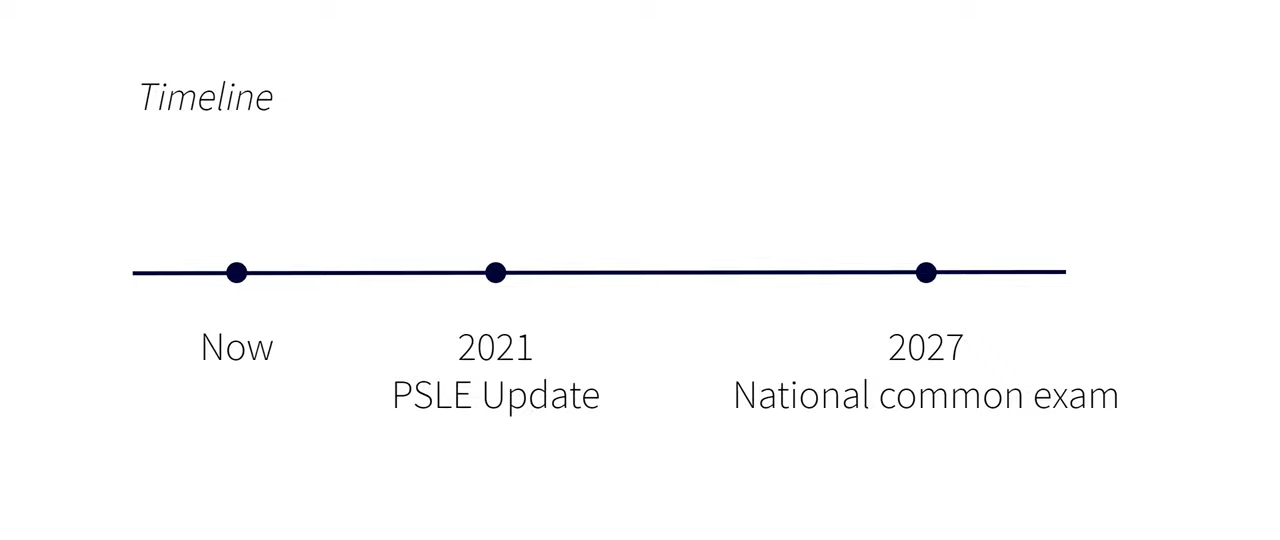 Timeline
Now
2021
PSLE Update
2027
National common exam